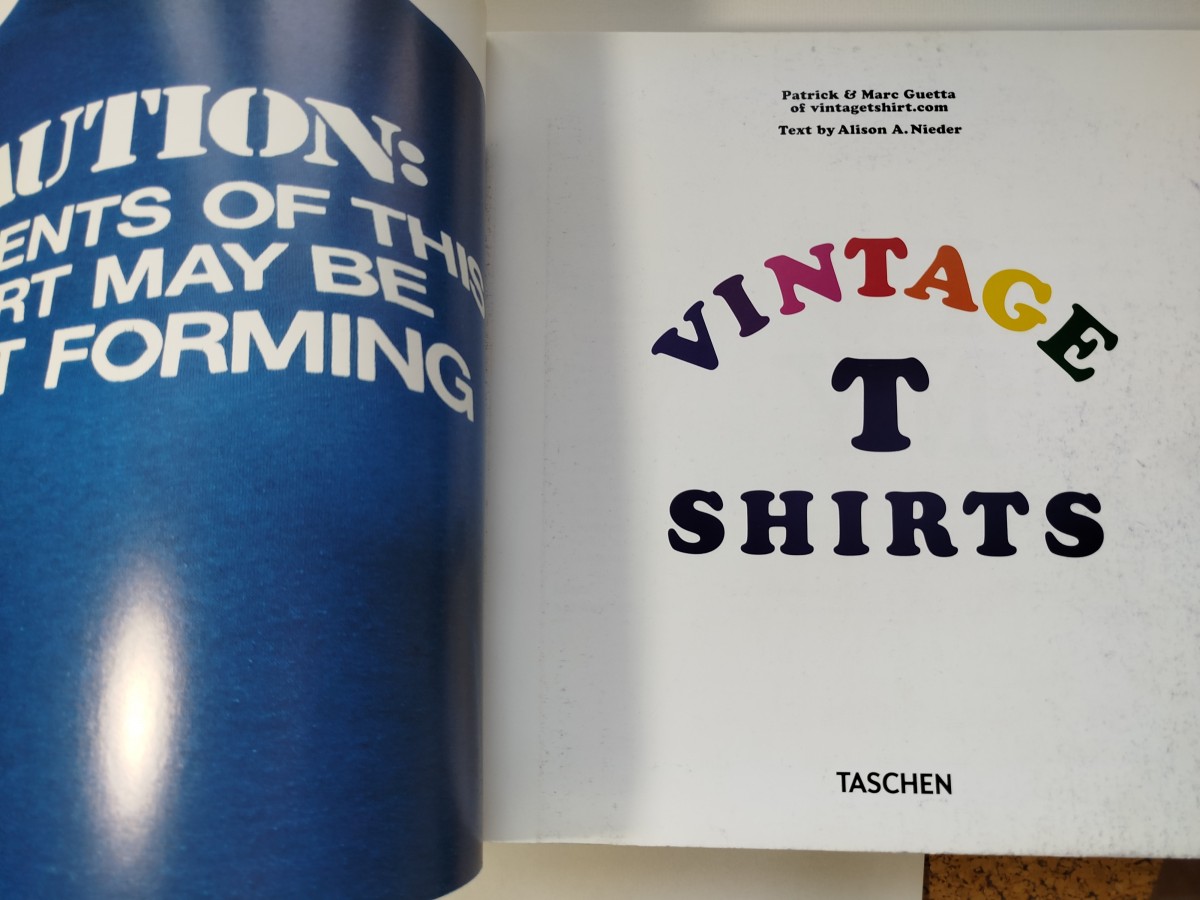 AUTION:
ENTS OF THIS
RT MAY BE
T FORMING
Patrick & Marc Guetta
of vintagetshirt.com
Text by Alison A. Nieder
VINTAGE
T
SHIRTS
TASCHEN